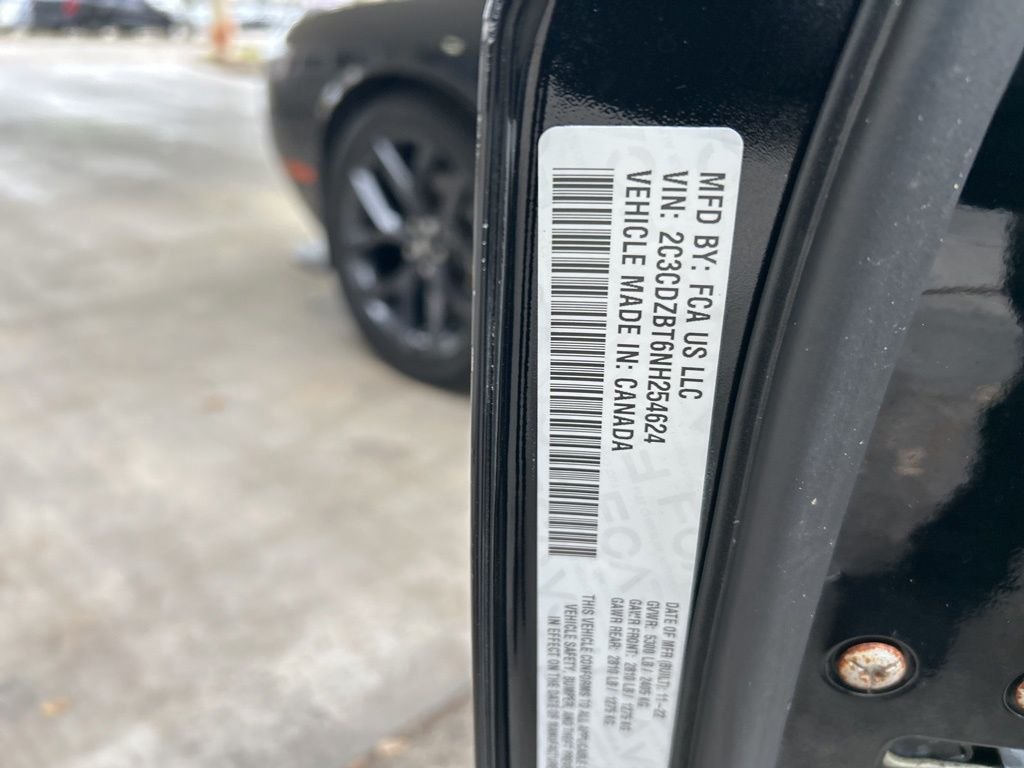 MFD BY: FCA US LLC
VIN: 2C3CDZBT6NH254624
VEHICLE MADE IN: CANADA
DATE OF MFR (BUILT): 11-22
GVWR: 5300 LB / 2405 KG
GAWR FRONT: 2810 LB / 1275 KG
GAWR REAR: 2810 LB / 1275 KG
THIS VEHICLE CONFORMS TO ALL APPLICABLE
VEHICLE SAFETY, BUMPER, AND THEFT
IN EFFECT ON THE DATE OF MANUFACTURE